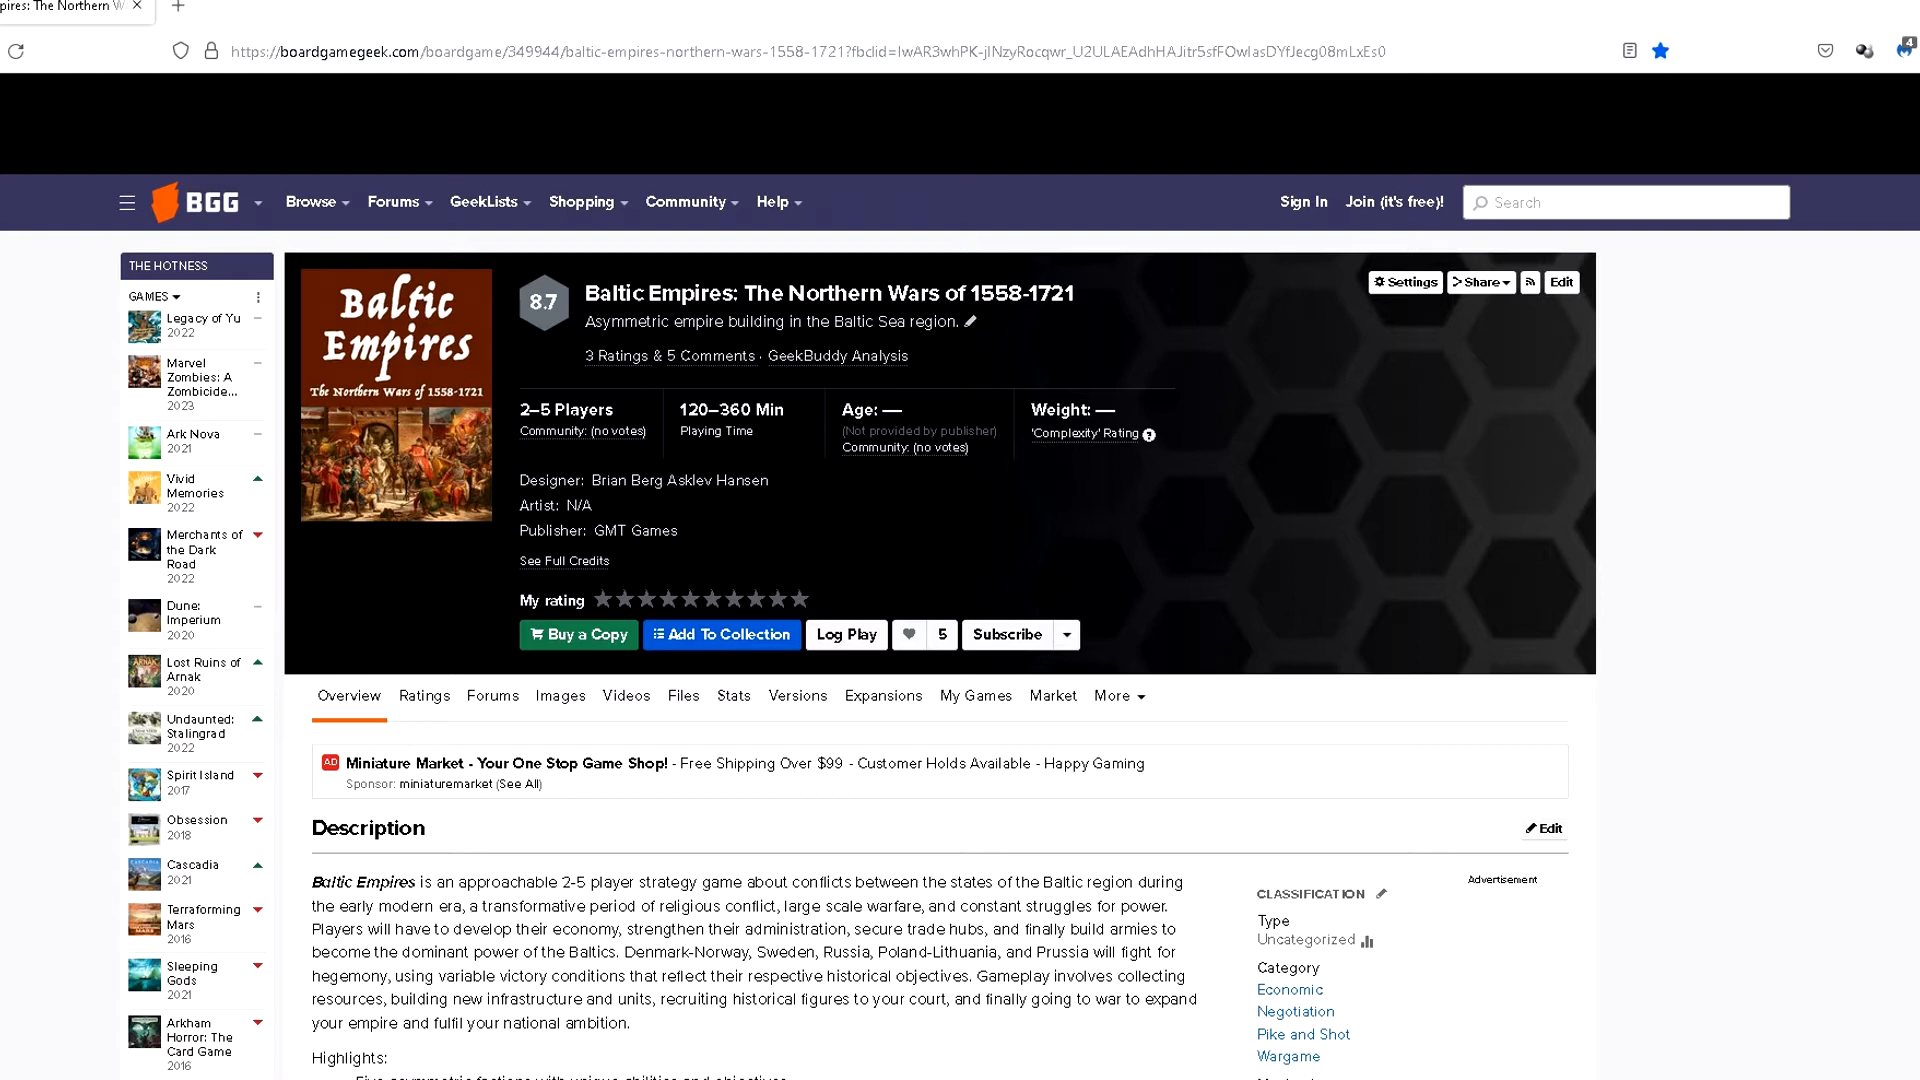 pires: The Northern W
https://boardgamegeek.com/boardgame/349944/baltic-empires-northern-wars-1558-1721?fbclid=IwAR3whPK-jlNzyRocqwr_U2ULAEAdhHAJitr5sfFOwIasDYfJecg08mLxEs0
4
BGG
Browse
Forums
GeekLists
Shopping
Community
Help
Sign In
Join (it's free)!
Search
THE HOTNESS
GAMES
Legacy of Yu
2022
Marvel
Zombies: A
Zombicide...
2023
Ark Nova
2021
Vivid
Memories
2022
Merchants of
the Dark
Road
2022
Dune:
Imperium
2020
Lost Ruins of
Arnak
2020
Undaunted:
Stalingrad
2022
Spirit Island
2017
Obsession
2018
Cascadia
2021
Terraforming
Mars
2016
Sleeping
Gods
2021
Arkham
Horror: The
Card Game
2016
Baltic
Empires
The Northern Wars of 1558-1721
8.7
Baltic Empires: The Northern Wars of 1558-1721
Asymmetric empire building in the Baltic Sea region.
3 Ratings & 5 Comments · GeekBuddy Analysis
Settings
Share
Edit
2–5 Players
Community: (no votes)
120–360 Min
Playing Time
Age: —
(Not provided by publisher)
Community: (no votes)
Weight: —
'Complexity' Rating
Designer: Brian Berg Asklev Hansen
Artist: N/A
Publisher: GMT Games
See Full Credits
My rating
Buy a Copy
Add To Collection
Log Play
5
Subscribe
Overview
Ratings
Forums
Images
Videos
Files
Stats
Versions
Expansions
My Games
Market
More
AD Miniature Market - Your One Stop Game Shop! - Free Shipping Over $99 - Customer Holds Available - Happy Gaming
Sponsor: miniaturemarket (See All)
Description
Edit
Baltic Empires is an approachable 2-5 player strategy game about conflicts between the states of the Baltic region during
the early modern era, a transformative period of religious conflict, large scale warfare, and constant struggles for power.
Players will have to develop their economy, strengthen their administration, secure trade hubs, and finally build armies to
become the dominant power of the Baltics. Denmark-Norway, Sweden, Russia, Poland-Lithuania, and Prussia will fight for
hegemony, using variable victory conditions that reflect their respective historical objectives. Gameplay involves collecting
resources, building new infrastructure and units, recruiting historical figures to your court, and finally going to war to expand
your empire and fulfil your national ambition.
Highlights:
Five asymmetric factions with unique abilities and objectives
CLASSIFICATION
Type
Uncategorized
Category
Economic
Negotiation
Pike and Shot
Wargame
Advertisement